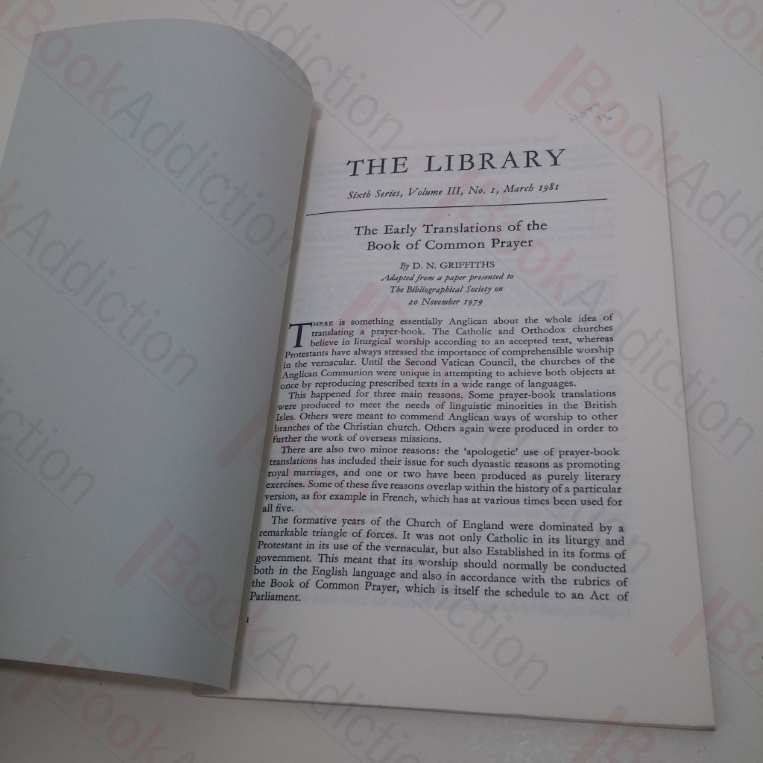 THE LIBRARY
Sixth Series, Volume III, No. 1, March 1981
The Early Translations of the
Book of Common Prayer
By D. N. GRIFFITHS
Adapted from a paper presented to
The Bibliographical Society on
20 November 1979
THERE is something essentially Anglican about the whole idea of
translating a prayer-book. The Catholic and Orthodox churches
believe in liturgical worship according to an accepted text, whereas
Protestants have always stressed the importance of comprehensible worship
in the vernacular. Until the Second Vatican Council, the churches of the
Anglican Communion were unique in attempting to achieve both objects at
once by reproducing prescribed texts in a wide range of languages.
This happened for three main reasons. Some prayer-book translations
were produced to meet the needs of linguistic minorities in the British
Isles. Others were meant to commend Anglican ways of worship to other
branches of the Christian church. Others again were produced in order to
further the work of overseas missions.
There are also two minor reasons: the 'apologetic' use of prayer-book
translations has included their issue for such dynastic reasons as promoting
royal marriages, and one or two have been produced as purely literary
exercises. Some of these five reasons overlap within the history of a particular
version, as for example in French, which has at various times been used for
all five.
The formative years of the Church of England were dominated by a
remarkable triangle of forces. It was not only Catholic in its liturgy and
Protestant in its use of the vernacular, but also Established in its forms of
government. This meant that its worship should normally be conducted
both in the English language and also in accordance with the rubrics of
the Book of Common Prayer, which is itself the schedule to an Act of
Parliament.
1
BookAddiction
BookAddiction
BookAddiction
BookAddiction